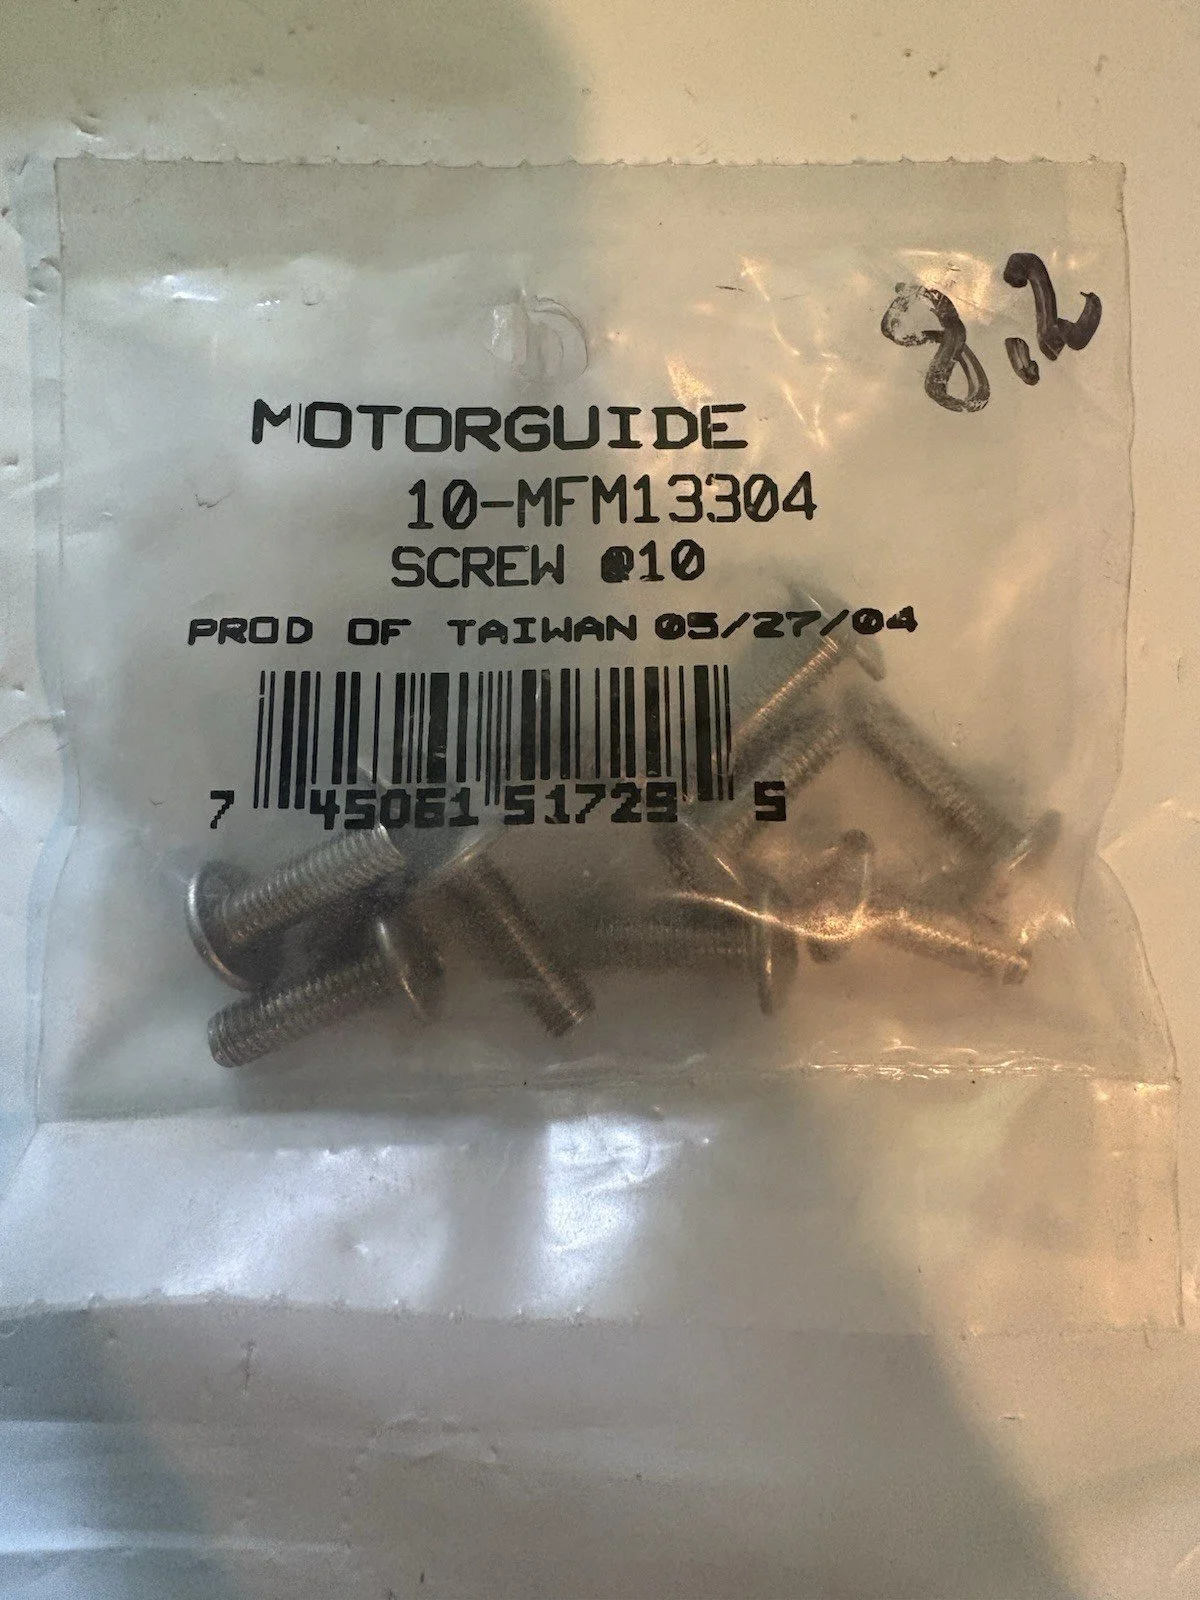 8.2
MOTORGUIDE
10-MFM13304
SCREW @10
PROD OF TAIWAN 05/27/04
7 45061 51729 5